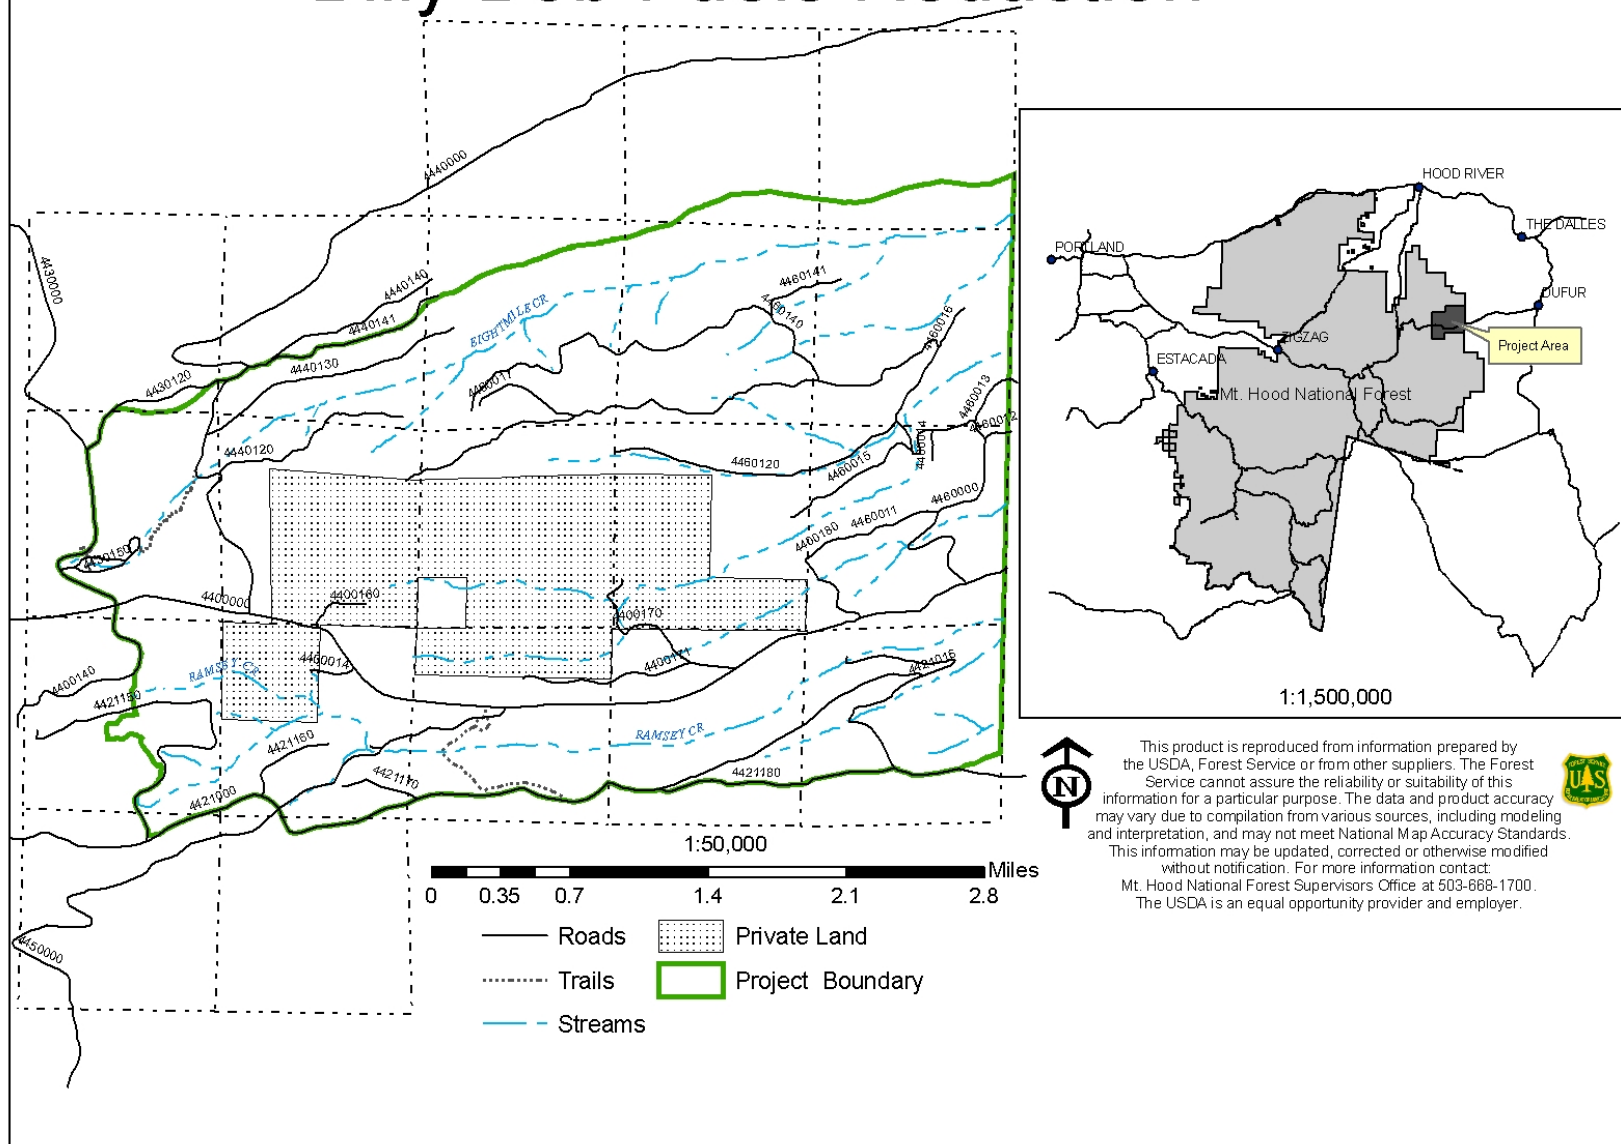 4440000
4430000
4440140
4440141
4430120
4440130
EIGHTMILE CR
4460141
4460140
4460016
4460013
4460012
4440120
4460120
4460015
4460014
4460000
4460011
4400180
4430150
4400000
4400160
4400170
4400171
4400014
RAMSEY CR
4400140
4421150
4421016
RAMSEY CR
4421160
4421170
4421180
4421000
4450000
HOOD RIVER
THE DALLES
PORTLAND
DUFUR
ZIGZAG
Project Area
ESTACADA
Mt. Hood National Forest
1:1,500,000
N
This product is reproduced from information prepared by
the USDA, Forest Service or from other suppliers. The Forest
Service cannot assure the reliability or suitability of this
information for a particular purpose. The data and product accuracy
may vary due to compilation from various sources, including modeling
and interpretation, and may not meet National Map Accuracy Standards.
This information may be updated, corrected or otherwise modified
without notification. For more information contact:
Mt. Hood National Forest Supervisors Office at 503-668-1700.
The USDA is an equal opportunity provider and employer.
US
1:50,000
Miles
0 0.35 0.7 1.4 2.1 2.8
Roads
Private Land
Trails
Project Boundary
Streams